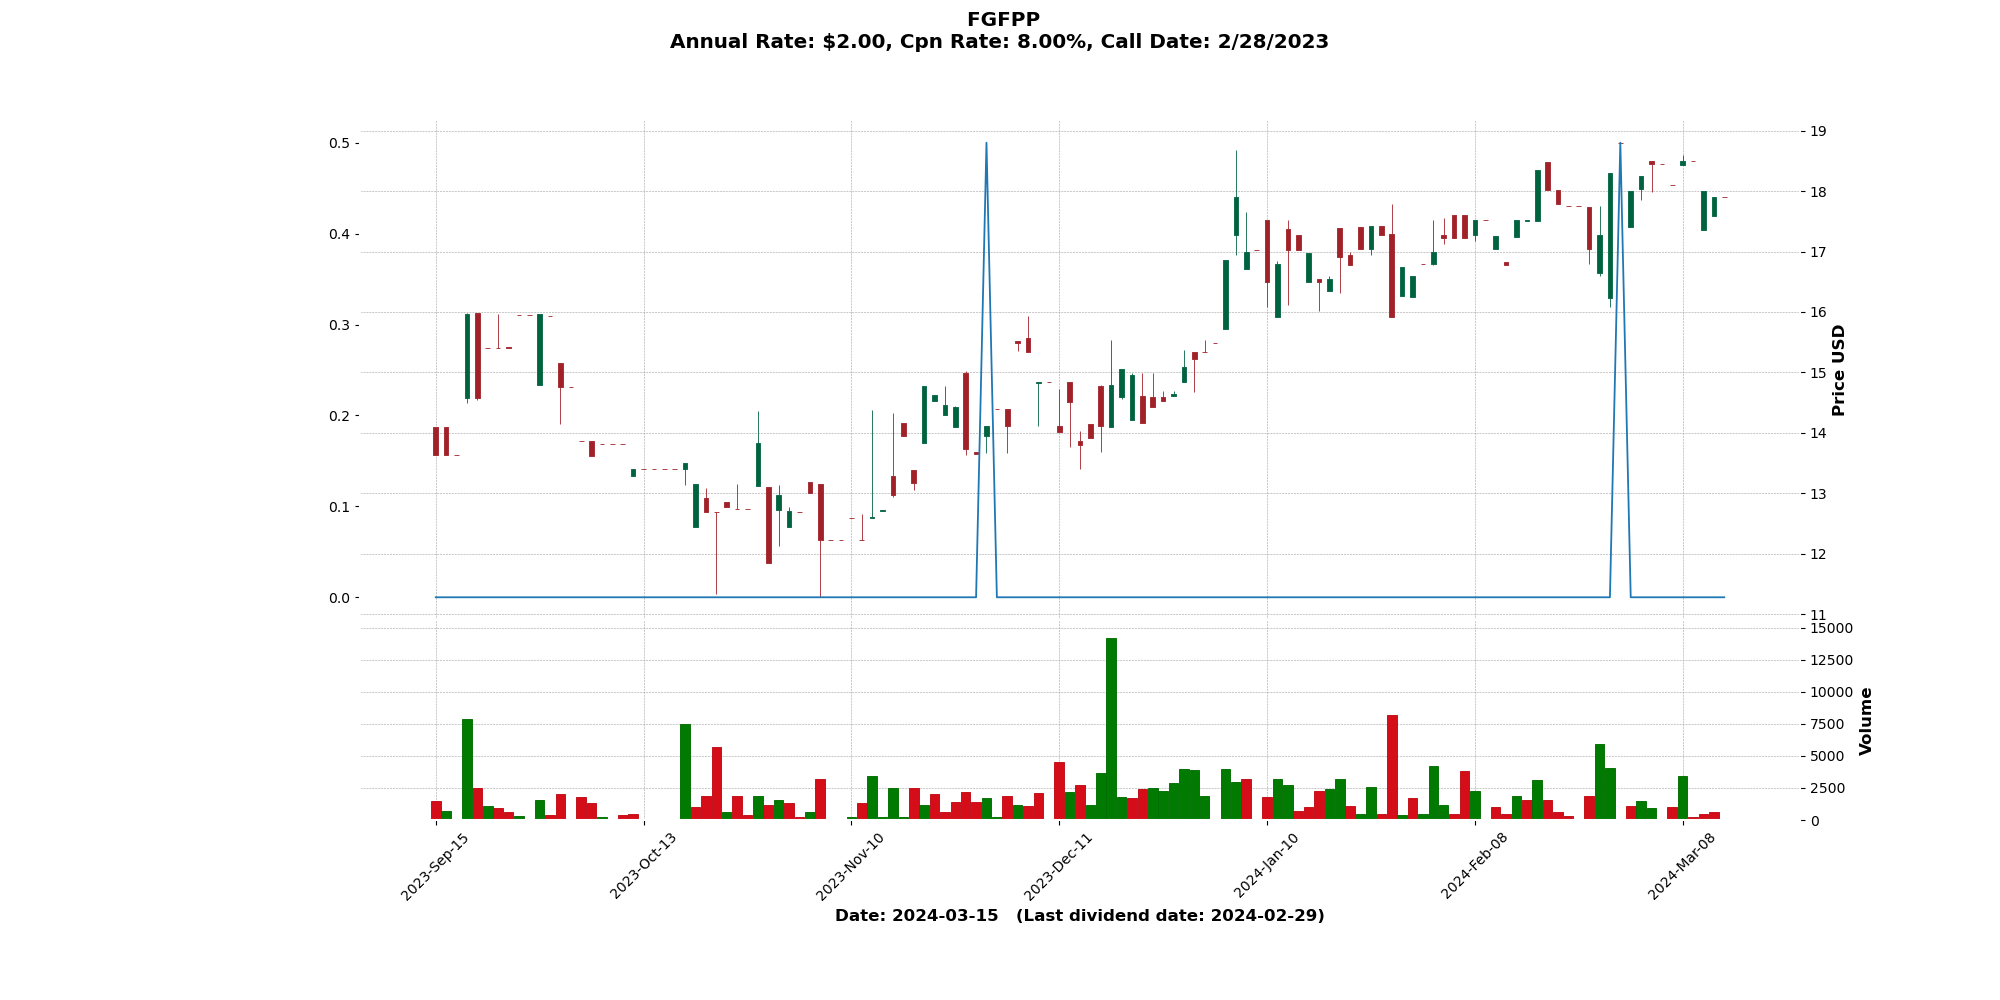 FGFPP
Annual Rate: $2.00, Cpn Rate: 8.00%, Call Date: 2/28/2023
0.5
0.4
0.3
0.2
0.1
0.0
19
18
17
16
15
14
13
12
11
Price USD
15000
12500
10000
7500
5000
2500
0
Volume
2023-Sep-15
2023-Oct-13
2023-Nov-10
2023-Dec-11
2024-Jan-10
2024-Feb-08
2024-Mar-08
Date: 2024-03-15 (Last dividend date: 2024-02-29)